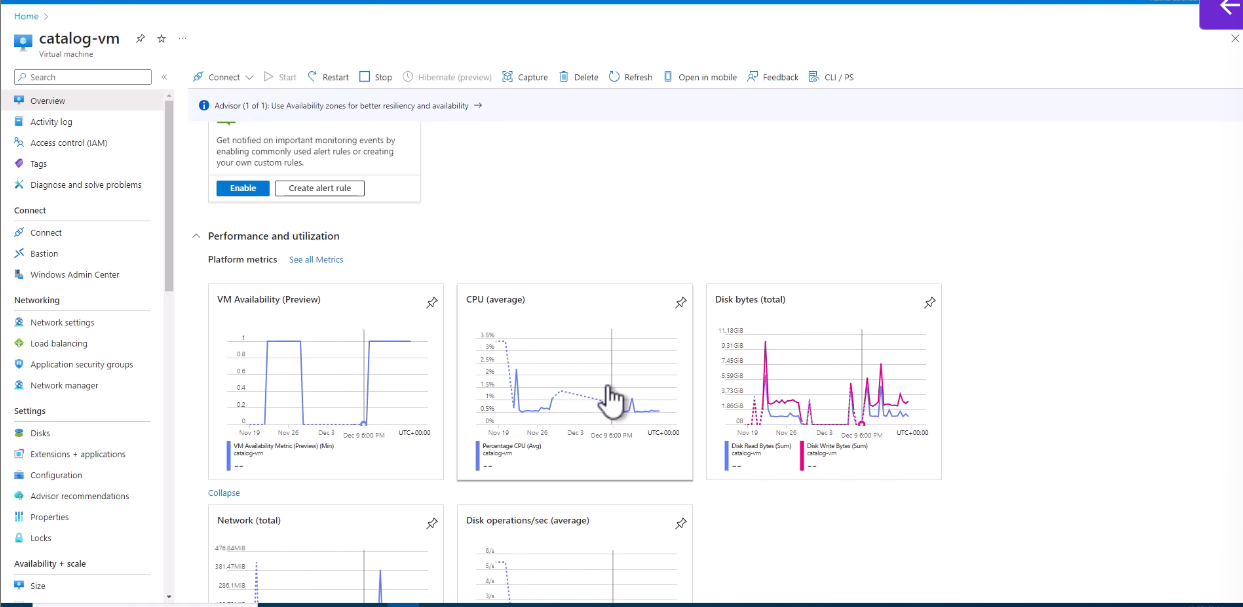 Home >
catalog-vm
Virtual machine
Search
Connect
Start
Restart
Stop
Hibernate (preview)
Capture
Delete
Refresh
Open in mobile
Feedback
CLI / PS
Overview
Activity log
Access control (IAM)
Tags
Diagnose and solve problems
Connect
Connect
Bastion
Windows Admin Center
Networking
Network settings
Load balancing
Application security groups
Network manager
Settings
Disks
Extensions + applications
Configuration
Advisor recommendations
Properties
Locks
Availability + scale
Size
Advisor (1 of 1): Use Availability zones for better resiliency and availability →
Get notified on important monitoring events by
enabling commonly used alert rules or creating
your own custom rules.
Enable
Create alert rule
Performance and utilization
Platform metrics
See all Metrics
VM Availability (Preview)
1
0.8
0.6
0.4
0.2
0
Nov 19
Nov 26
Dec 3
Dec 9 6:00 PM
UTC+00:00
VM Availability Metric (Preview) (Min)
catalog-vm
--
CPU (average)
3.5%
3%
2.5%
2%
1.5%
1%
0.5%
0%
Nov 19
Nov 26
Dec 3
Dec 9 6:00 PM
UTC+00:00
Percentage CPU (Avg)
catalog-vm
--
Disk bytes (total)
11.18GiB
9.31GiB
7.45GiB
5.59GiB
3.73GiB
1.86GiB
0B
Nov 19
Nov 26
Dec 3
Dec 9 6:00 PM
UTC+00:00
Disk Read Bytes (Sum)
catalog-vm
--
Disk Write Bytes (Sum)
catalog-vm
--
Collapse
Network (total)
476.84MiB
381.47MiB
286.1MiB
Disk operations/sec (average)
6/s
5/s
4/s
3/s